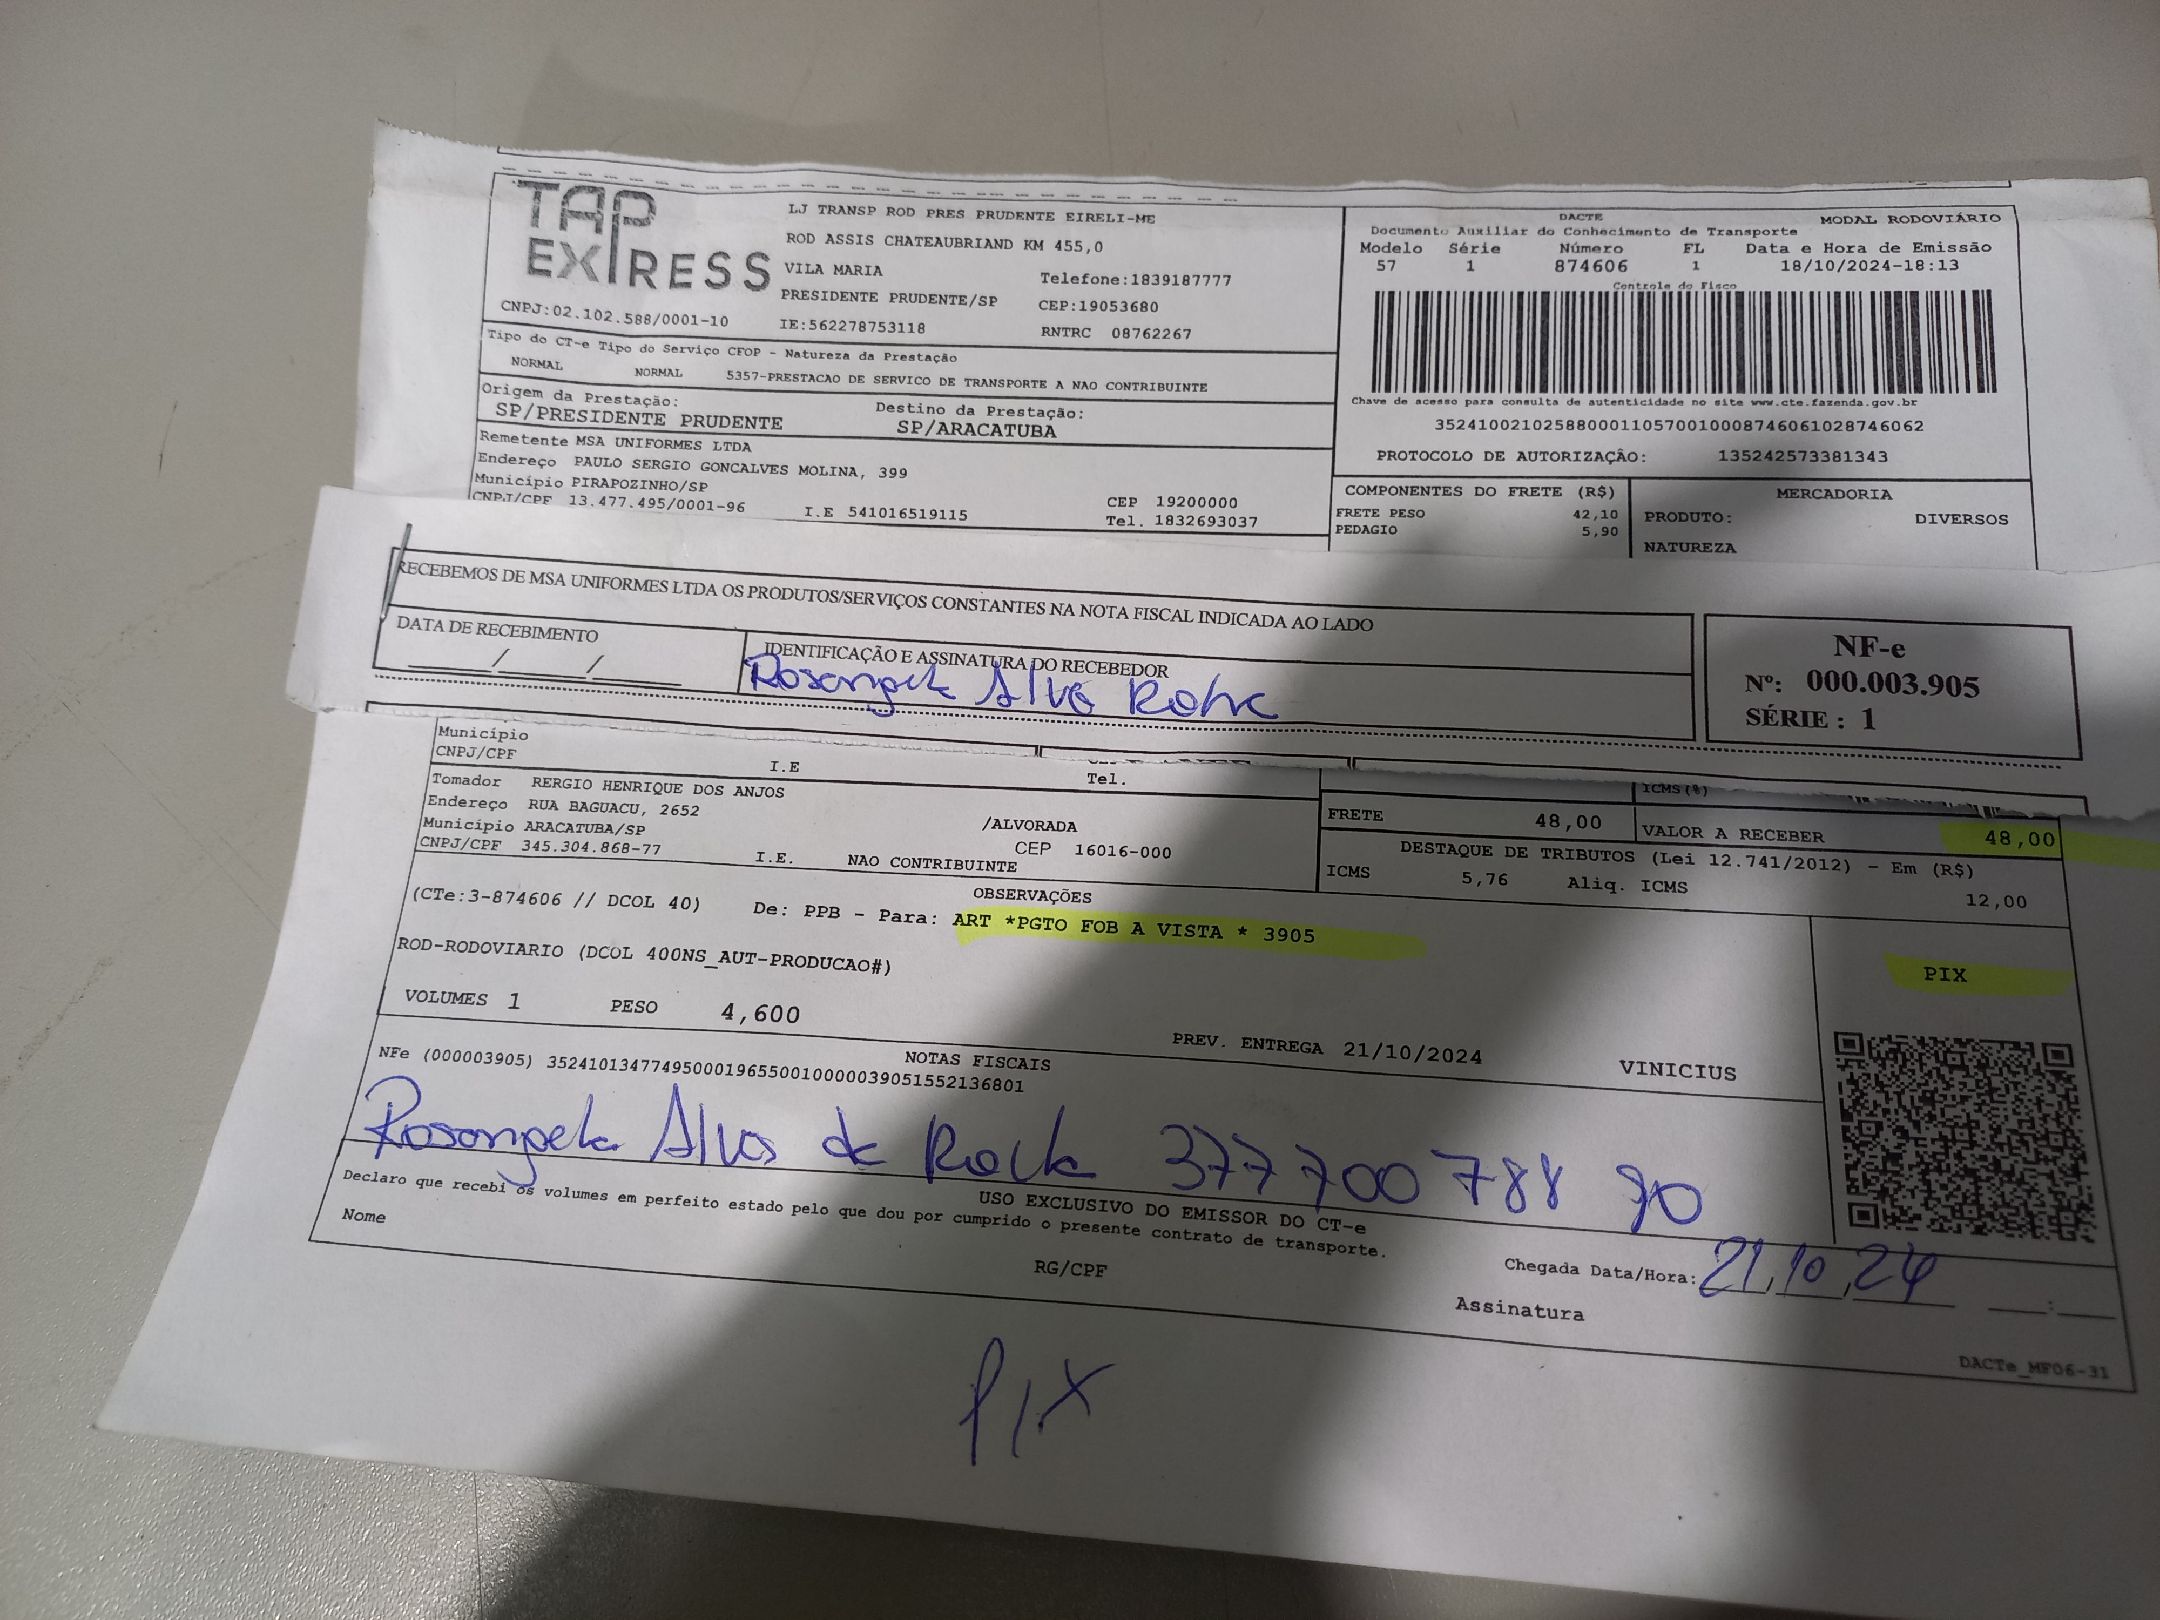 TAP
EXPRESS
CNPJ:02.102.588/0001-10
LJ TRANSP ROD PRES PRUDENTE EIRELI-ME
ROD ASSIS CHATEAUBRIAND KM 455,0
VILA MARIA Telefone:1839187777
PRESIDENTE PRUDENTE/SP CEP:19053680
IE:562278753118 RNTRC 08762267
DACTE MODAL RODOVIÁRIO
Documento Auxiliar do Conhecimento de Transporte
Modelo Série Número FL Data e Hora de Emissão
57 1 874606 1 18/10/2024-18:13
Controle do Fisco
Chave de acesso para consulta de autenticidade no site www.cte.fazenda.gov.br
35241002102588000110570010008746061028746062
PROTOCOLO DE AUTORIZAÇÃO: 135242573381343
Tipo do CT-e Tipo do Serviço CFOP - Natureza da Prestação
NORMAL NORMAL 5357-PRESTACAO DE SERVICO DE TRANSPORTE A NAO CONTRIBUINTE
Origem da Prestação: Destino da Prestação:
SP/PRESIDENTE PRUDENTE SP/ARACATUBA
Remetente MSA UNIFORMES LTDA
Endereço PAULO SERGIO GONCALVES MOLINA, 399
Município PIRAPOZINHO/SP CEP 19200000
CNPJ/CPF 13.477.495/0001-96 I.E 541016519115 Tel. 1832693037
COMPONENTES DO FRETE (R$) MERCADORIA
FRETE PESO 42,10 PRODUTO: DIVERSOS
PEDAGIO 5,90 NATUREZA
RECEBEMOS DE MSA UNIFORMES LTDA OS PRODUTOS/SERVIÇOS CONSTANTES NA NOTA FISCAL INDICADA AO LADO
DATA DE RECEBIMENTO IDENTIFICAÇÃO E ASSINATURA DO RECEBEDOR
___/___/___ Rosangela
NF-e
Nº: 000.003.905
SÉRIE : 1
Município
CNPJ/CPF I.E Tel.
Tomador RERGIO HENRIQUE DOS ANJOS
Endereço RUA BAGUACU, 2652 /ALVORADA
Município ARACATUBA/SP CEP 16016-000
CNPJ/CPF 345.304.868-77 I.E. NAO CONTRIBUINTE
ICMS(%)
FRETE 48,00 VALOR A RECEBER 48,00
DESTAQUE DE TRIBUTOS (Lei 12.741/2012) - Em (R$)
ICMS 5,76 Aliq. ICMS 12,00
OBSERVAÇÕES
(CTe:3-874606 // DCOL 40) De: PPB - Para: ART *PGTO FOB A VISTA * 3905
ROD-RODOVIARIO (DCOL 400NS_AUT-PRODUCAO#)
PIX
VOLUMES 1 PESO 4,600
PREV. ENTREGA 21/10/2024 VINICIUS
NOTAS FISCAIS
NFe (000003905) 35241013477495000196550010000039051552136801
Rosangela Alves da 377700788 90
USO EXCLUSIVO DO EMISSOR DO CT-e
Declaro que recebi os volumes em perfeito estado pelo que dou por cumprido o presente contrato de transporte.
Nome RG/CPF Assinatura
Chegada Data/Hora: 21,10,24 ___:___
DACTe_MF06-31
PIX